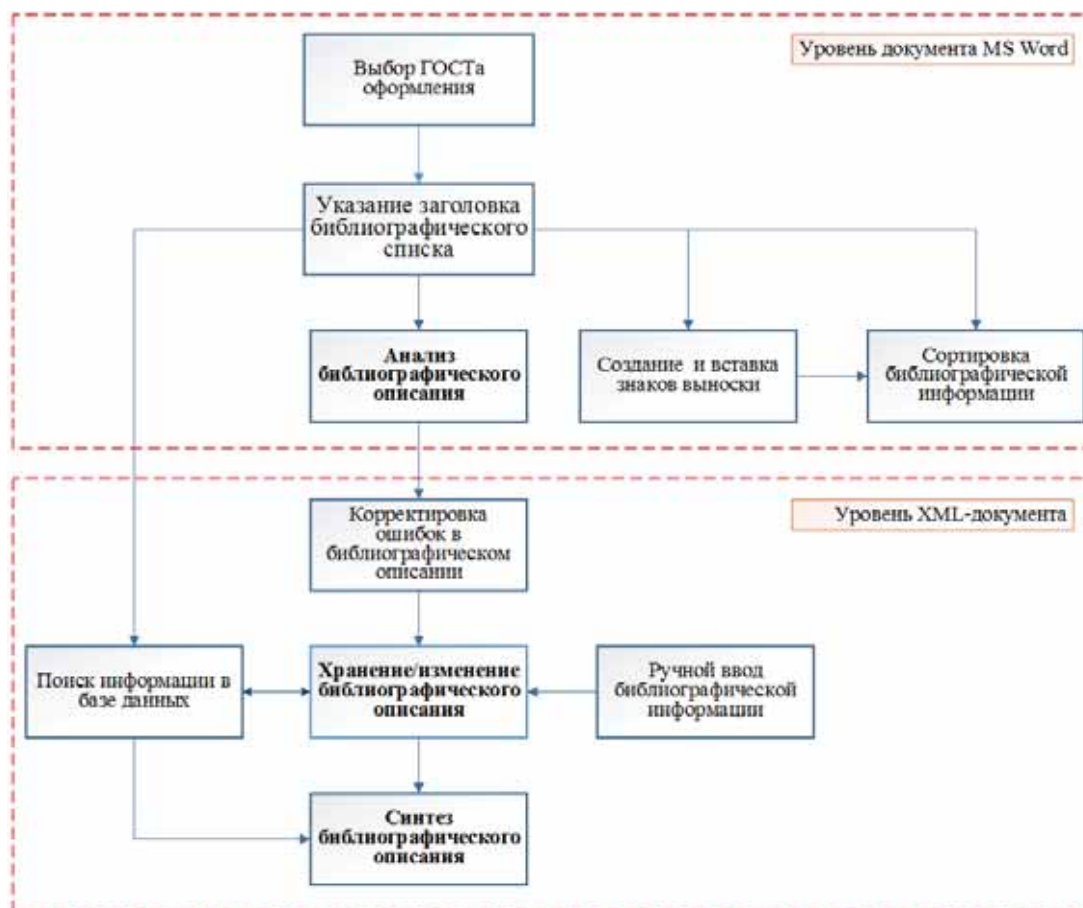 Уровень документа MS Word
Выбор ГОСТа
оформления
Указание заголовка
библиографического
списка
Анализ
библиографического
описания
Создание и вставка
знаков выноски
Сортировка
библиографической
информации
Уровень XML-документа
Корректировка
ошибок в
библиографическом
описании
Поиск информации в
базе данных
Хранение/изменение
библиографического
описания
Ручной ввод
библиографической
информации
Синтез
библиографического
описания